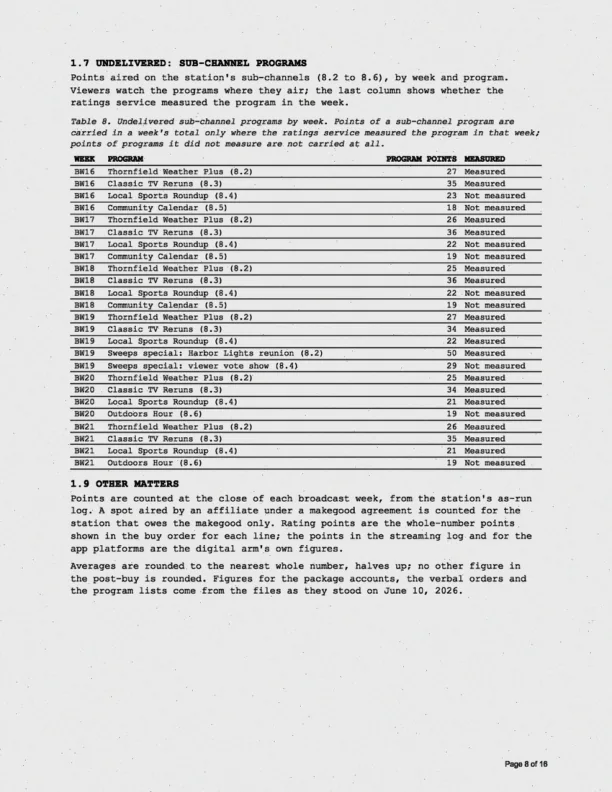 1.7 UNDELIVERED: SUB-CHANNEL PROGRAMS
Points aired on the station's sub-channels (8.2 to 8.6), by week and program.
Viewers watch the programs where they air; the last column shows whether the
ratings service measured the program in the week.
Table 8. Undelivered sub-channel programs by week. Points of a sub-channel program are
carried in a week's total only where the ratings service measured the program in that week;
points of programs it did not measure are not carried at all.
WEEK PROGRAM PROGRAM POINTS MEASURED
BW16 Thornfield Weather Plus (8.2) 27 Measured
BW16 Classic TV Reruns (8.3) 35 Measured
BW16 Local Sports Roundup (8.4) 23 Not measured
BW16 Community Calendar (8.5) 18 Not measured
BW17 Thornfield Weather Plus (8.2) 26 Measured
BW17 Classic TV Reruns (8.3) 36 Measured
BW17 Local Sports Roundup (8.4) 22 Not measured
BW17 Community Calendar (8.5) 19 Not measured
BW18 Thornfield Weather Plus (8.2) 25 Measured
BW18 Classic TV Reruns (8.3) 36 Measured
BW18 Local Sports Roundup (8.4) 22 Not measured
BW18 Community Calendar (8.5) 19 Not measured
BW19 Thornfield Weather Plus (8.2) 27 Measured
BW19 Classic TV Reruns (8.3) 34 Measured
BW19 Local Sports Roundup (8.4) 22 Measured
BW19 Sweeps special: Harbor Lights reunion (8.2) 50 Measured
BW19 Sweeps special: viewer vote show (8.4) 29 Not measured
BW20 Thornfield Weather Plus (8.2) 25 Measured
BW20 Classic TV Reruns (8.3) 34 Measured
BW20 Local Sports Roundup (8.4) 21 Measured
BW20 Outdoors Hour (8.6) 19 Not measured
BW21 Thornfield Weather Plus (8.2) 26 Measured
BW21 Classic TV Reruns (8.3) 35 Measured
BW21 Local Sports Roundup (8.4) 21 Measured
BW21 Outdoors Hour (8.6) 19 Not measured
1.9 OTHER MATTERS
Points are counted at the close of each broadcast week, from the station's as-run
log. A spot aired by an affiliate under a makegood agreement is counted for the
station that owes the makegood only. Rating points are the whole-number points
shown in the buy order for each line; the points in the streaming log and for the
app platforms are the digital arm's own figures.
Averages are rounded to the nearest whole number, halves up; no other figure in
the post-buy is rounded. Figures for the package accounts, the verbal orders and
the program lists come from the files as they stood on June 10, 2026.
Page 8 of 16